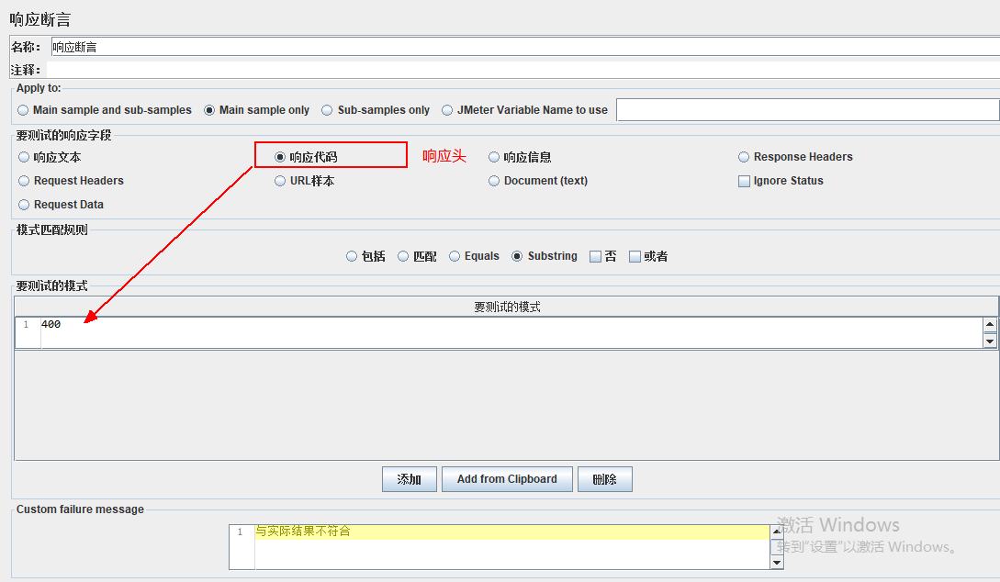 响应断言
名称： 响应断言
注释：
Apply to:
Main sample and sub-samples Main sample only Sub-samples only JMeter Variable Name to use
要测试的响应字段
响应文本 响应代码 响应头 响应信息 Response Headers
Request Headers URL样本 Document (text) Ignore Status
Request Data
模式匹配规则
包括 匹配 Equals Substring 否 或者
要测试的模式
要测试的模式
1 400
添加 Add from Clipboard 删除
Custom failure message
1 与实际结果不符合
激活 Windows
转到“设置”以激活 Windows。